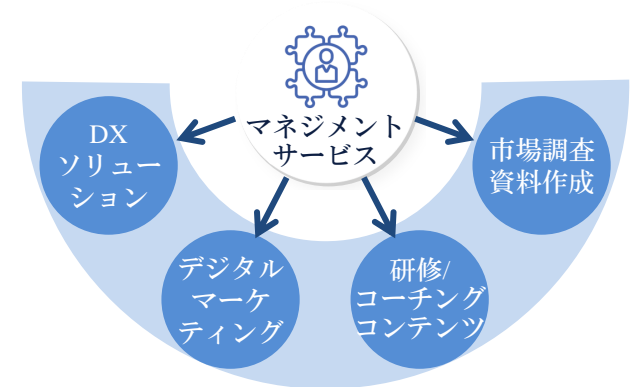 マネジメント
サービス
DX
ソリュー
ション
デジタル
マーケ
ティング
研修/
コーチング
コンテンツ
市場調査
資料作成